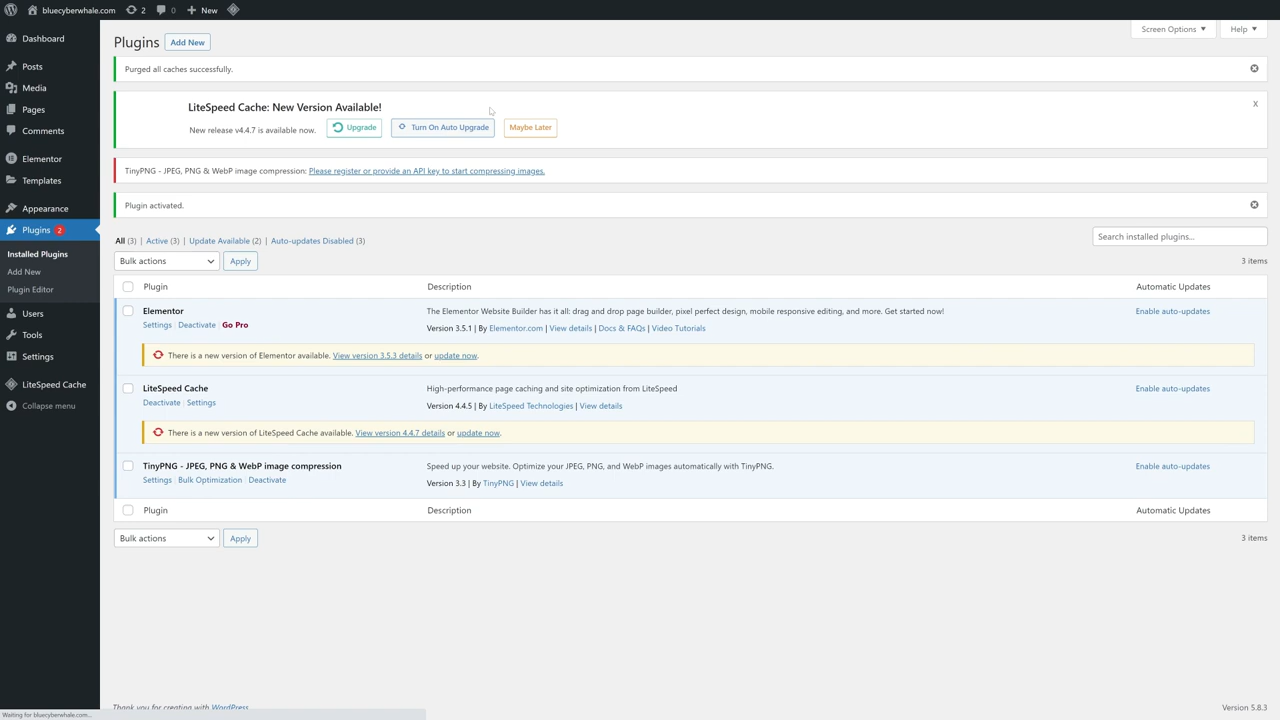 bluecyberwhale.com 2 0 + New
Dashboard
Posts
Media
Pages
Comments
Elementor
Templates
Appearance
Plugins 2
Installed Plugins
Add New
Plugin Editor
Users
Tools
Settings
LiteSpeed Cache
Collapse menu
Screen Options ▼ Help ▼
Plugins Add New
Purged all caches successfully.
LiteSpeed Cache: New Version Available! X
New release v4.4.7 is available now. Upgrade Turn On Auto Upgrade Maybe Later
TinyPNG - JPEG, PNG & WebP image compression: Please register or provide an API key to start compressing images.
Plugin activated.
All (3) | Active (3) | Update Available (2) | Auto-updates Disabled (3)
Search installed plugins...
Bulk actions Apply 3 items
Plugin Description Automatic Updates
Elementor The Elementor Website Builder has it all: drag and drop page builder, pixel perfect design, mobile responsive editing, and more. Get started now! Enable auto-updates
Settings | Deactivate | Go Pro Version 3.5.1 | By Elementor.com | View details | Docs & FAQs | Video Tutorials
There is a new version of Elementor available. View version 3.5.3 details or update now.
LiteSpeed Cache High-performance page caching and site optimization from LiteSpeed Enable auto-updates
Deactivate | Settings Version 4.4.5 | By LiteSpeed Technologies | View details
There is a new version of LiteSpeed Cache available. View version 4.4.7 details or update now.
TinyPNG - JPEG, PNG & WebP image compression Speed up your website. Optimize your JPEG, PNG, and WebP images automatically with TinyPNG. Enable auto-updates
Settings | Bulk Optimization | Deactivate Version 3.3 | By TinyPNG | View details
Plugin Description Automatic Updates
Bulk actions Apply 3 items
Thank you for creating with WordPress Version 5.8.3
Waiting for bluecyberwhale.com...